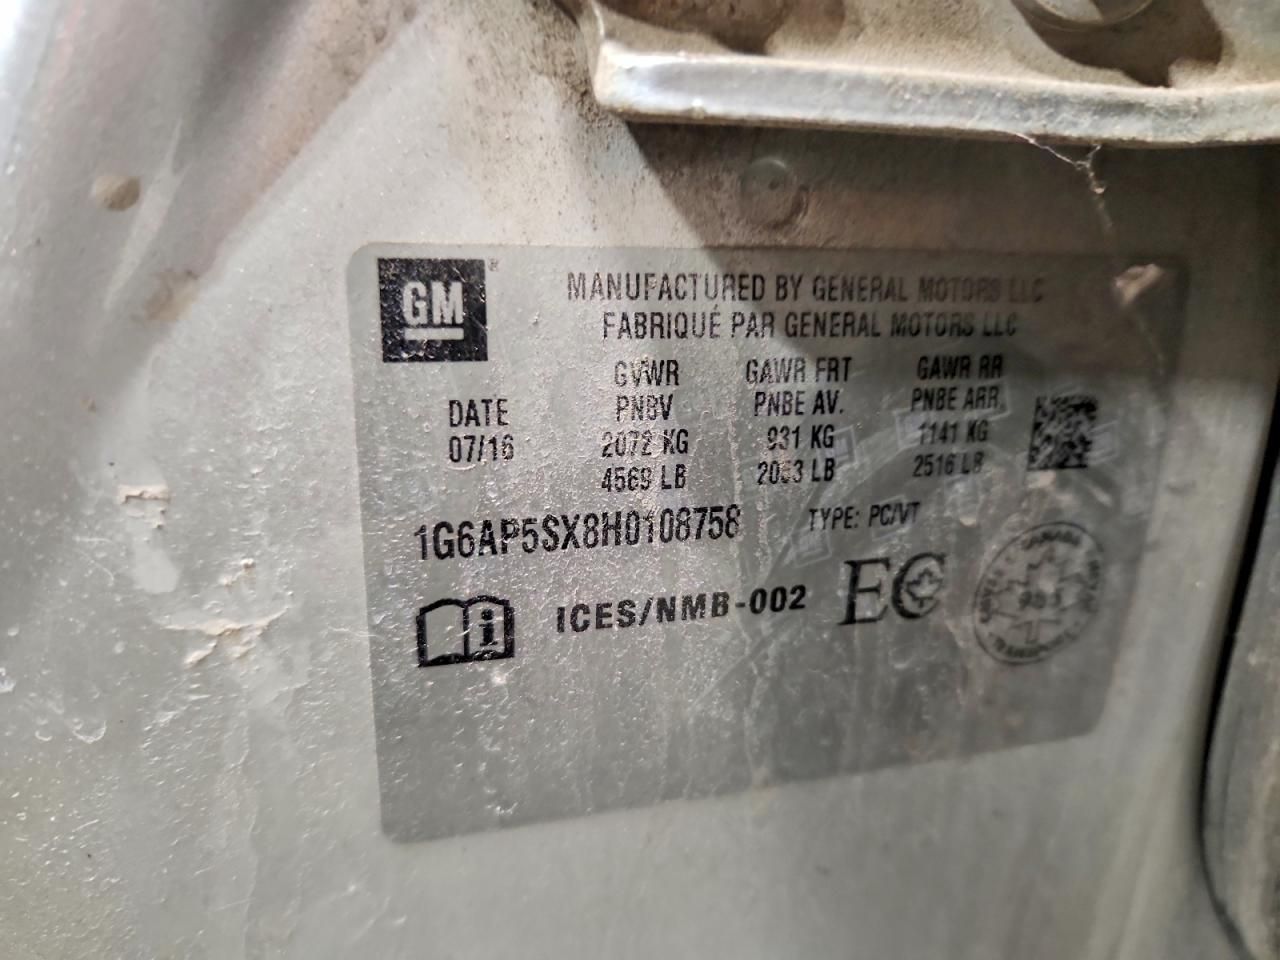 GM
MANUFACTURED BY GENERAL MOTORS LLC
FABRIQUÉ PAR GENERAL MOTORS LLC
GVWR GAWR FRT GAWR RR
DATE PNBV PNBE AV. PNBE ARR.
07/16 2072 KG 931 KG 1141 KG
4569 LB 2053 LB 2516 LB
1G6AP5SX8H0108758 TYPE: PC/VT
i ICES/NMB-002 EC
CANADA